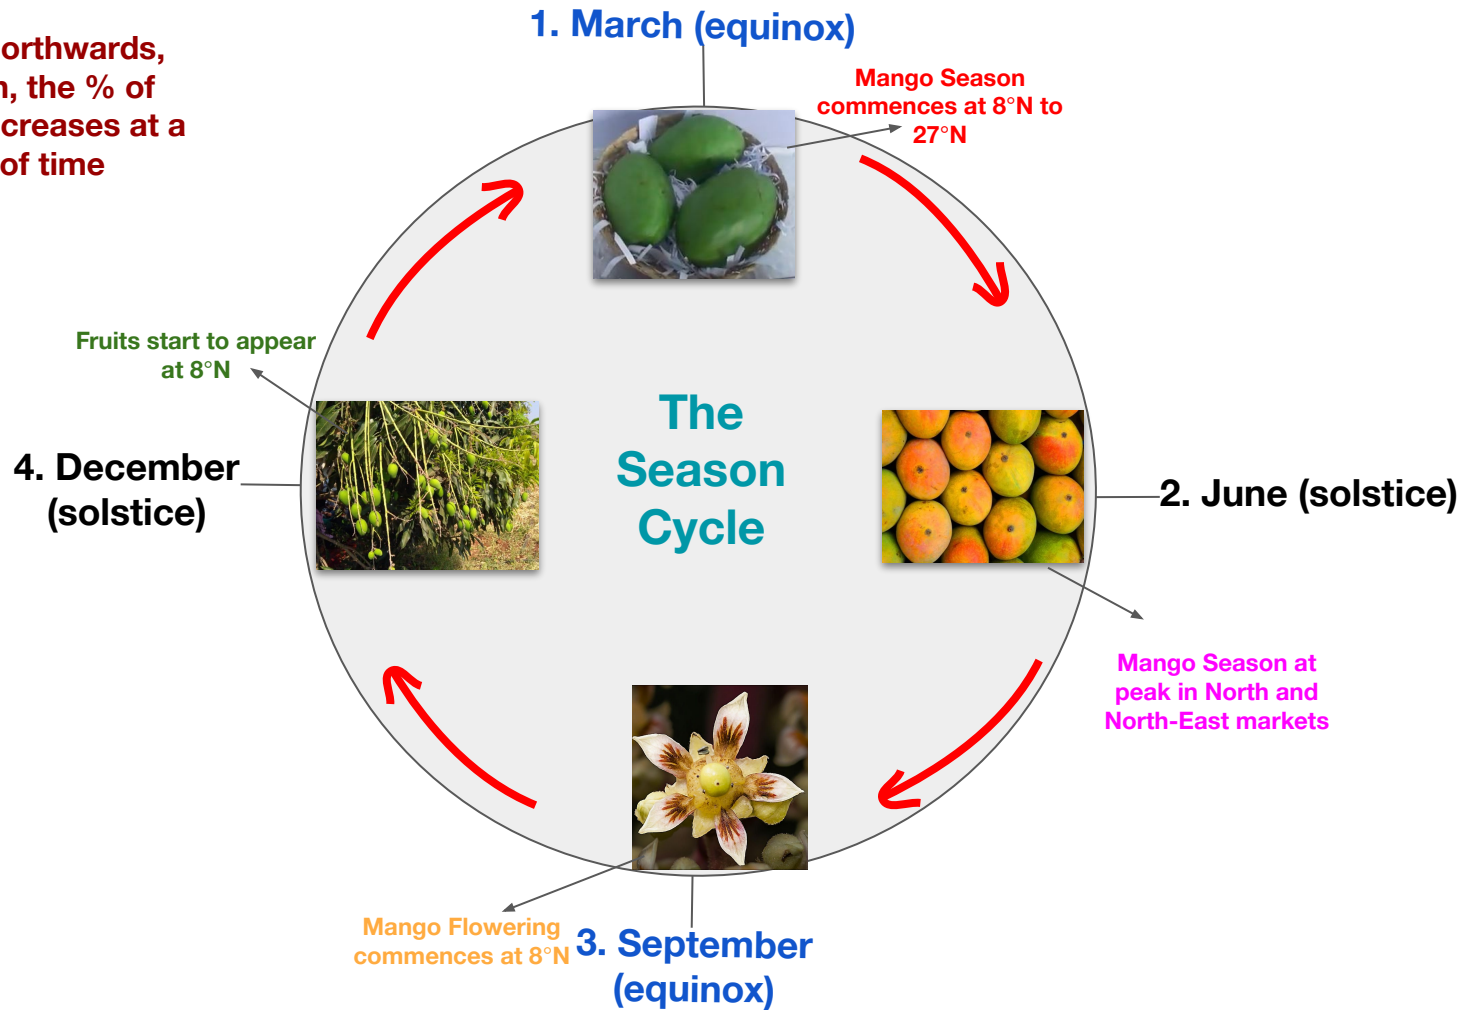 1. March (equinox)
orthwards,
, the % of
creases at a
of time
Mango Season
commences at 8°N to
27°N
Fruits start to appear
at 8°N
The
Season
Cycle
4. December
(solstice)
2. June (solstice)
Mango Season at
peak in North and
North-East markets
Mango Flowering
commences at 8°N
3. September
(equinox)